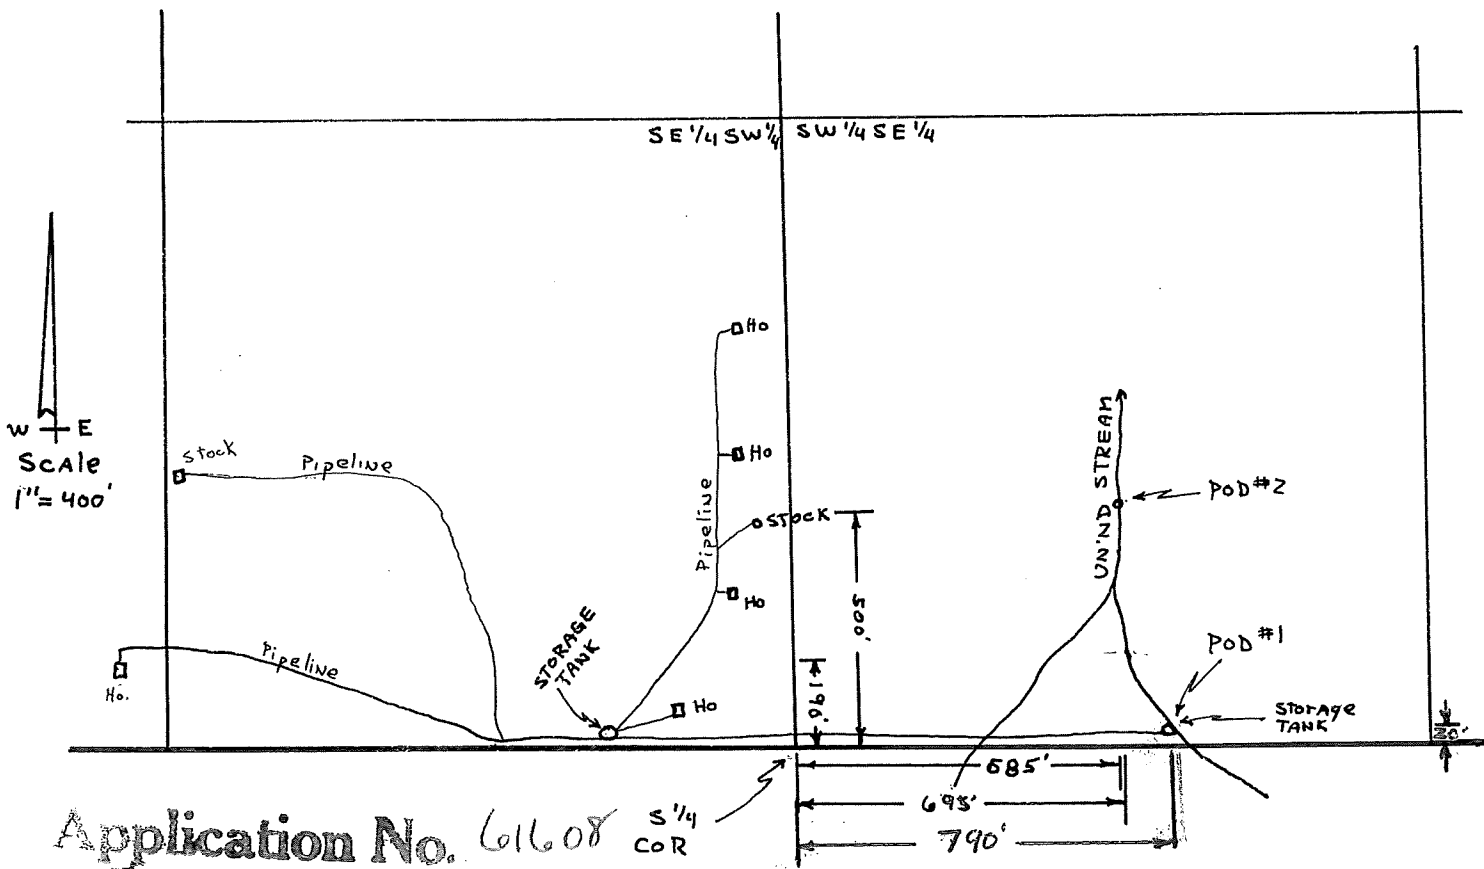 SE 1/4 SW 1/4 SW 1/4 SE 1/4
W E
SCAle
1"= 400'
Stock
Pipeline
Ho
Ho
Pipeline
STOCK
Ho
UN'ND STREAM
POD #2
500'
190'
POD #1
STORAGE
TANK
STORAGE
TANK
20'
Pipeline
Ho.
Ho
685'
695'
790'
S 1/4
COR
Application No. 61608